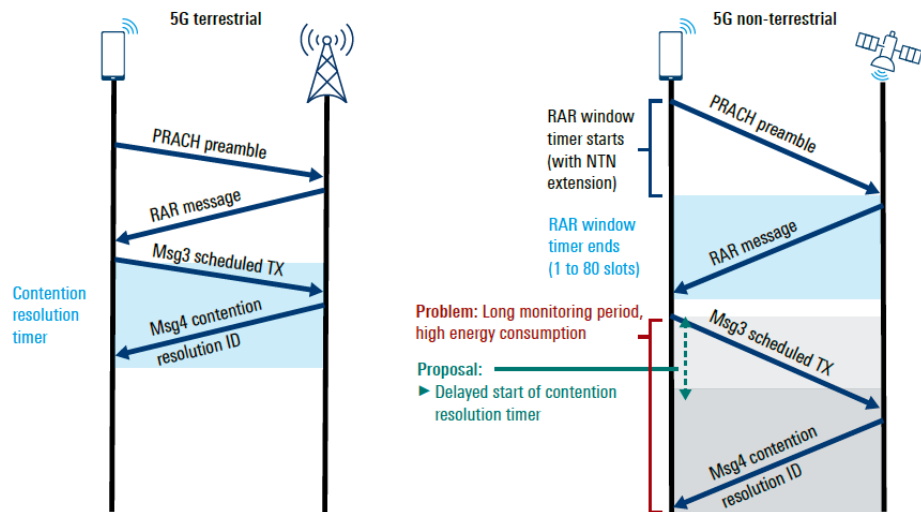 5G terrestrial
PRACH preamble
RAR message
Msg3 scheduled TX
Contention
resolution
timer
Msg4 contention
resolution ID
5G non-terrestrial
RAR window
timer starts
(with NTN
extension)
PRACH preamble
RAR window
timer ends
(1 to 80 slots)
RAR message
Problem: Long monitoring period,
high energy consumption
Proposal:
► Delayed start of contention
resolution timer
Msg3 scheduled TX
Msg4 contention
resolution ID